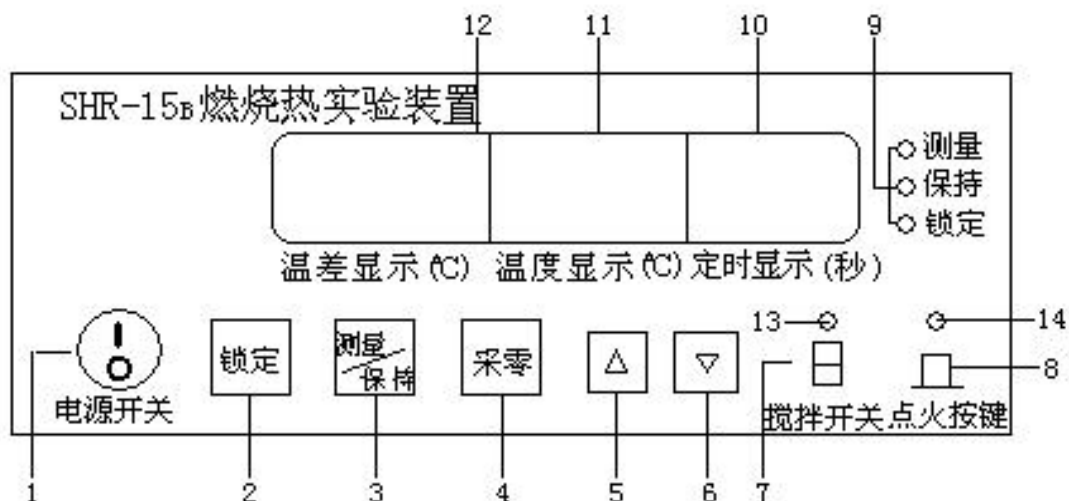 12 11 10 9
SHR-15B燃烧热实验装置
测量
保持
锁定
温差显示(℃) 温度显示(℃) 定时显示(秒)
13 14
锁定 测量/保持 采零 △ ▽
8
电源开关 搅拌开关 点火按键
1 2 3 4 5 6 7